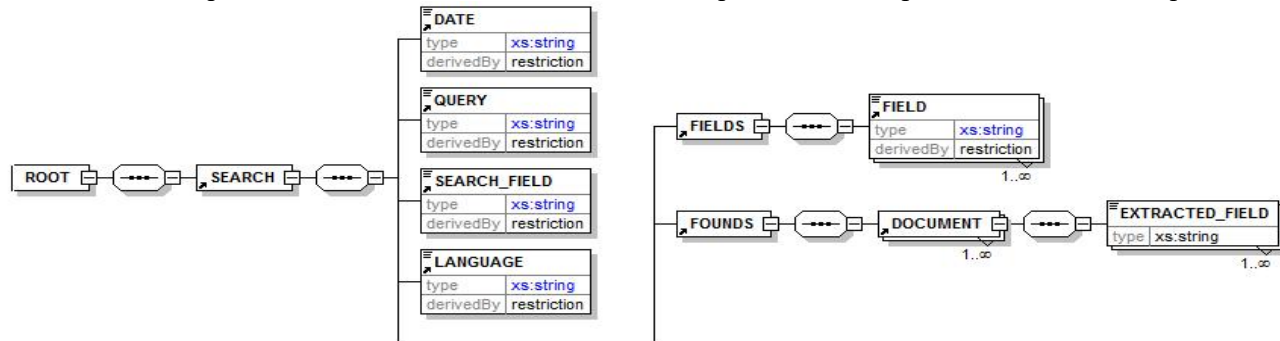 DATE
type xs:string
derivedBy restriction
QUERY
type xs:string
derivedBy restriction
ROOT
SEARCH
SEARCH_FIELD
type xs:string
derivedBy restriction
LANGUAGE
type xs:string
derivedBy restriction
FIELDS
FIELD
type xs:string
derivedBy restriction
1..∞
FOUNDS
DOCUMENT
1..∞
EXTRACTED_FIELD
type xs:string
1..∞